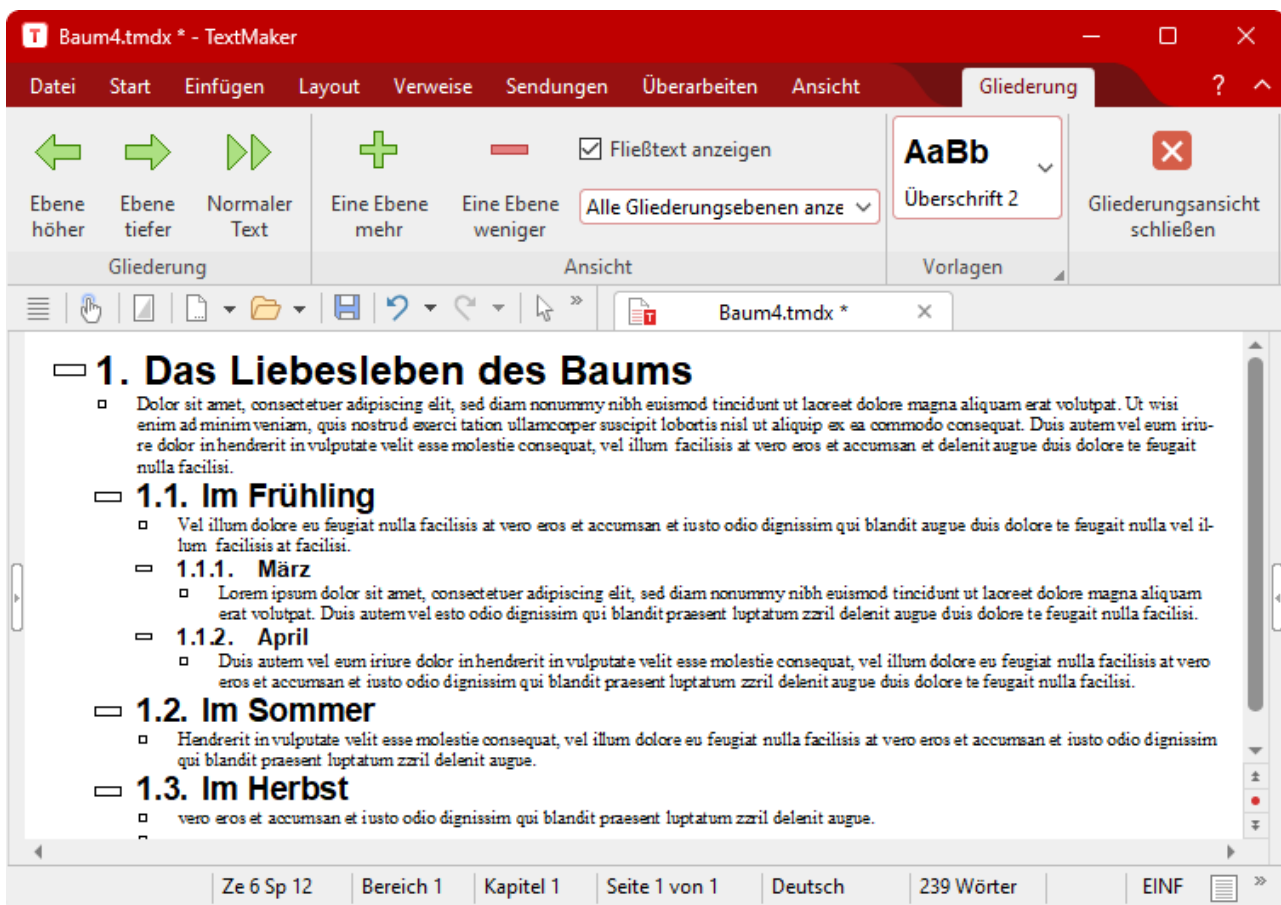 Baum4.tmdx * - TextMaker
Datei Start Einfügen Layout Verweise Sendungen Überarbeiten Ansicht Gliederung ?
Ebene höher
Ebene tiefer
Normaler Text
Eine Ebene mehr
Eine Ebene weniger
Fließtext anzeigen
Alle Gliederungsebenen anze
AaBb
Überschrift 2
Gliederungsansicht schließen
Gliederung Ansicht Vorlagen
Baum4.tmdx *
1. Das Liebesleben des Baums
Dolor sit amet, consectetuer adipiscing elit, sed diam nonummy nibh euismod tincidunt ut laoreet dolore magna aliquam erat volutpat. Ut wisi
enim ad minim veniam, quis nostrud exerci tation ullamcorper suscipit lobortis nisl ut aliquip ex ea commodo consequat. Duis autem vel eum iriu-
re dolor in hendrerit in vulputate velit esse molestie consequat, vel illum facilisis at vero eros et accumsan et delenit augue duis dolore te feugait
nulla facilisi.
1.1. Im Frühling
Vel illum dolore eu feugiat nulla facilisis at vero eros et accumsan et iusto odio dignissim qui blandit augue duis dolore te feugait nulla vel il-
lum facilisis at facilisi.
1.1.1. März
Lorem ipsum dolor sit amet, consectetuer adipiscing elit, sed diam nonummy nibh euismod tincidunt ut laoreet dolore magna aliquam
erat volutpat. Duis autem vel esto odio dignissim qui blandit praesent luptatum zzril delenit augue duis dolore te feugait nulla facilisi.
1.1.2. April
Duis autem vel eum iriure dolor in hendrerit in vulputate velit esse molestie consequat, vel illum dolore eu feugiat nulla facilisis at vero
eros et accumsan et iusto odio dignissim qui blandit praesent luptatum zzril delenit augue duis dolore te feugait nulla facilisi.
1.2. Im Sommer
Hendrerit in vulputate velit esse molestie consequat, vel illum dolore eu feugiat nulla facilisis at vero eros et accumsan et iusto odio dignissim
qui blandit praesent luptatum zzril delenit augue.
1.3. Im Herbst
vero eros et accumsan et iusto odio dignissim qui blandit praesent luptatum zzril delenit augue.
Ze 6 Sp 12 Bereich 1 Kapitel 1 Seite 1 von 1 Deutsch 239 Wörter EINF